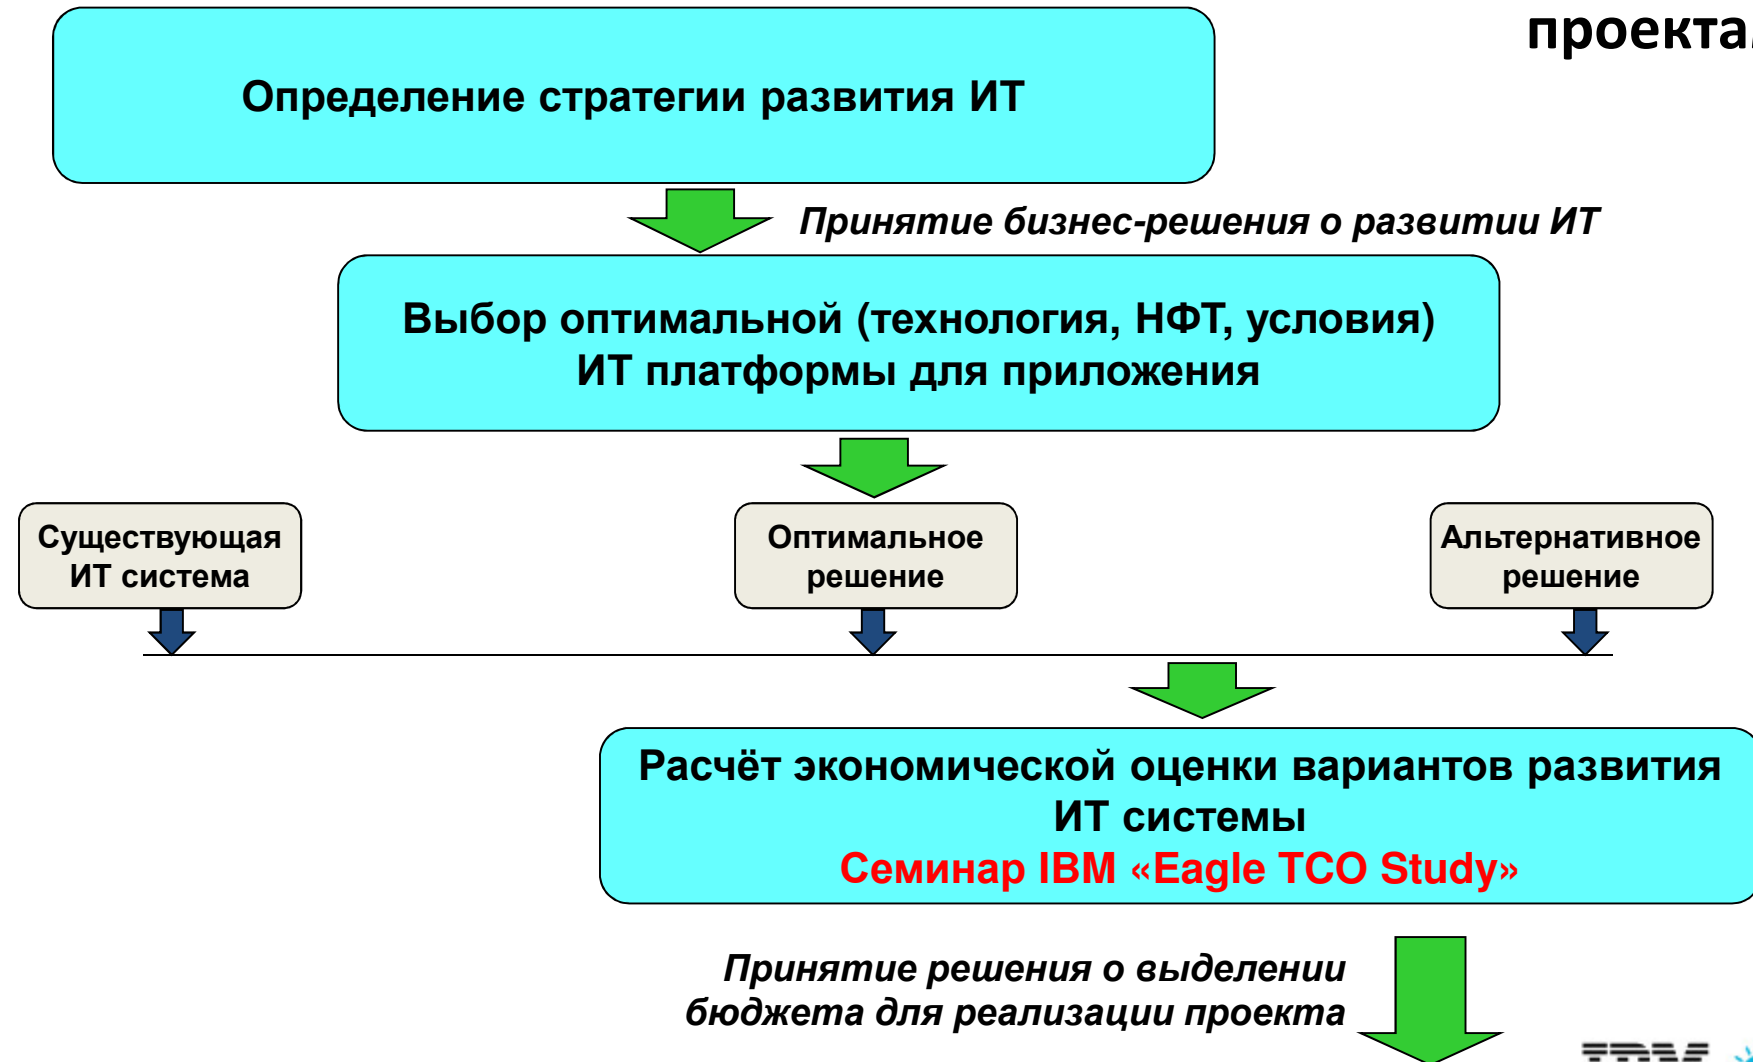 Определение стратегии развития ИТ
Принятие бизнес-решения о развитии ИТ
Выбор оптимальной (технология, НФТ, условия)
ИТ платформы для приложения
Существующая
ИТ система
Оптимальное
решение
Альтернативное
решение
Расчёт экономической оценки вариантов развития
ИТ системы
Семинар IBM «Eagle TCO Study»
Принятие решения о выделении
бюджета для реализации проекта